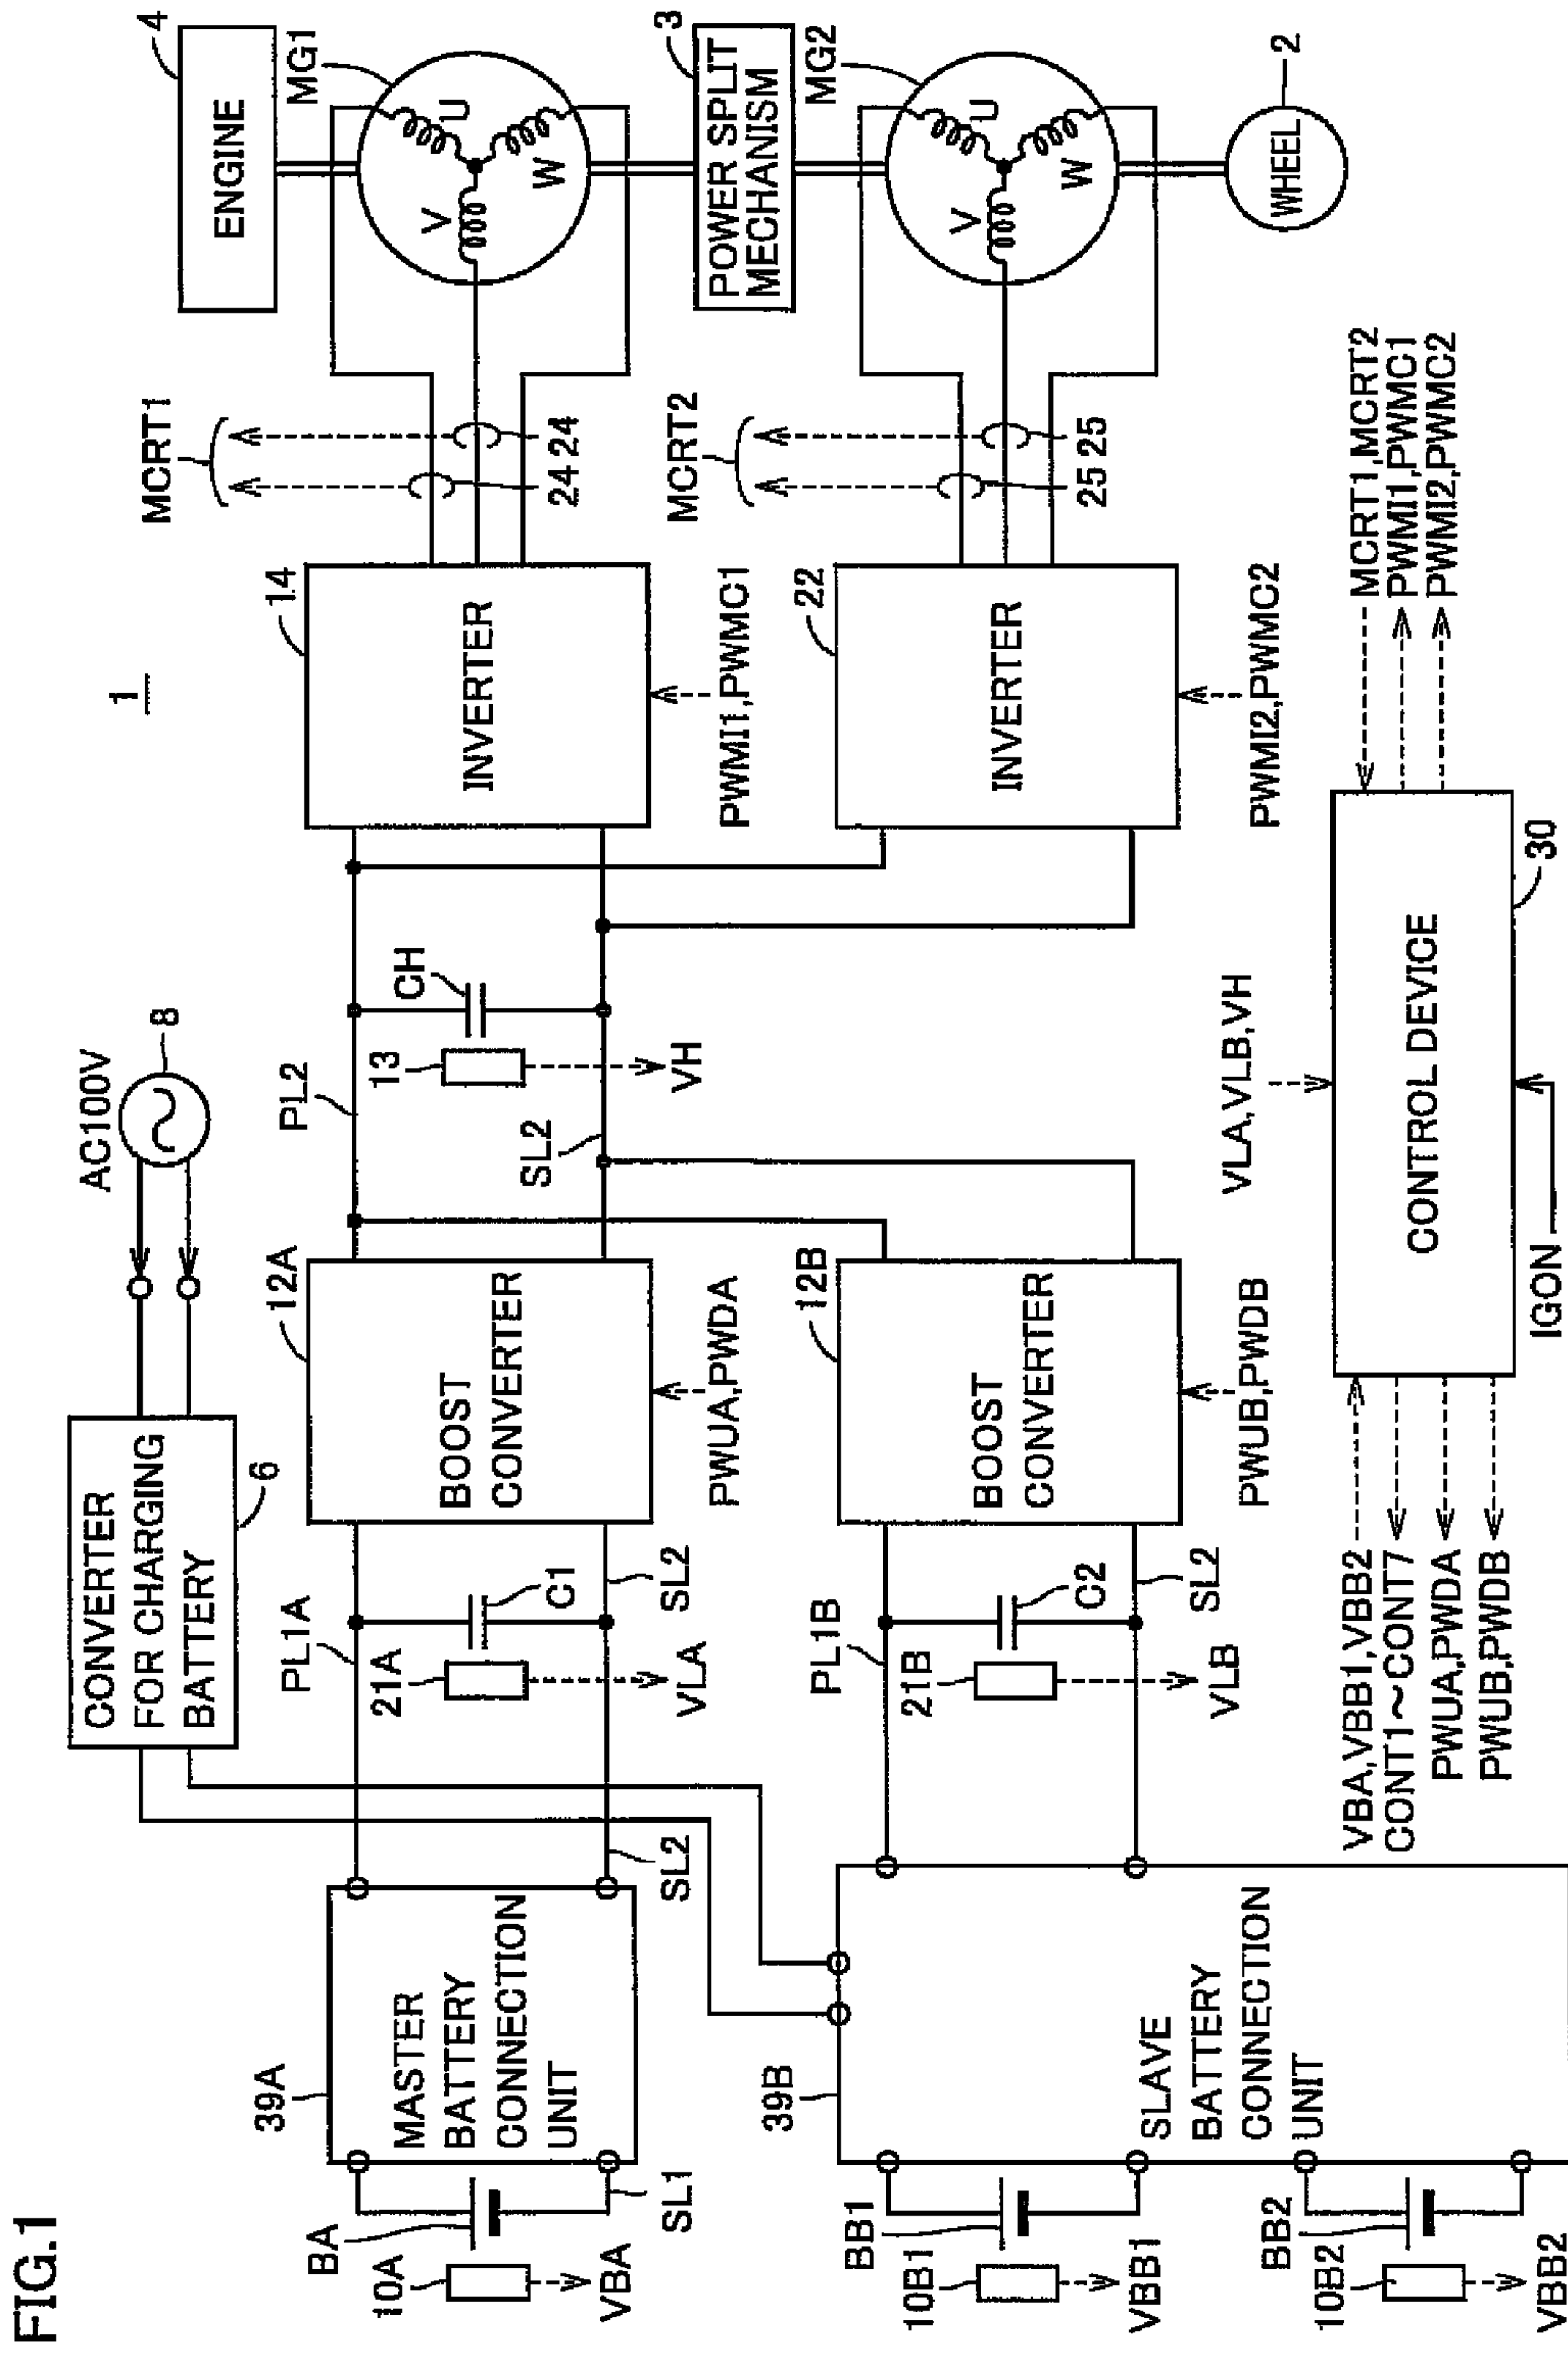 FIG.1
1
AC100V
8
CONVERTER
FOR CHARGING
BATTERY
6
39A
MASTER
BATTERY
CONNECTION
UNIT
BA
10A
VBA
SL1
SL2
PL1A
21A
C1
VLA
SL2
12A
BOOST
CONVERTER
PWUA,PWDA
PL2
SL2
13
CH
VH
14
INVERTER
PWMI1,PWMC1
MCRT1
24
24
4
ENGINE
MG1
U
V
W
3
POWER SPLIT
MECHANISM
39B
SLAVE
BATTERY
CONNECTION
UNIT
BB1
10B1
VBB1
BB2
10B2
VBB2
PL1B
21B
C2
VLB
SL2
12B
BOOST
CONVERTER
PWUB,PWDB
22
INVERTER
PWMI2,PWMC2
MCRT2
25
25
MG2
U
V
W
WHEEL
2
VLA,VLB,VH
CONTROL DEVICE
30
IGON
VBA,VBB1,VBB2
CONT1~CONT7
PWUA,PWDA
PWUB,PWDB
MCRT1,MCRT2
PWMI1,PWMC1
PWMI2,PWMC2